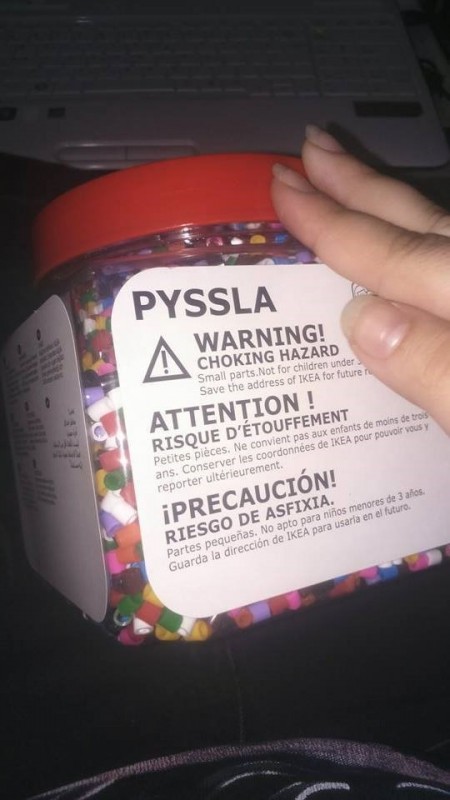 PYSSLA
WARNING!
CHOKING HAZARD
Small parts.Not for children under
Save the address of IKEA for future
ATTENTION !
RISQUE D'ÉTOUFFEMENT
Petites pièces. Ne convient pas aux enfants de moins de trois
ans. Conserver les coordonnées de IKEA pour pouvoir vous y
reporter ultérieurement.
¡PRECAUCIÓN!
RIESGO DE ASFIXIA.
Partes pequeñas. No apto para niños menores de 3 años.
Guarda la dirección de IKEA para usarla en el futuro.